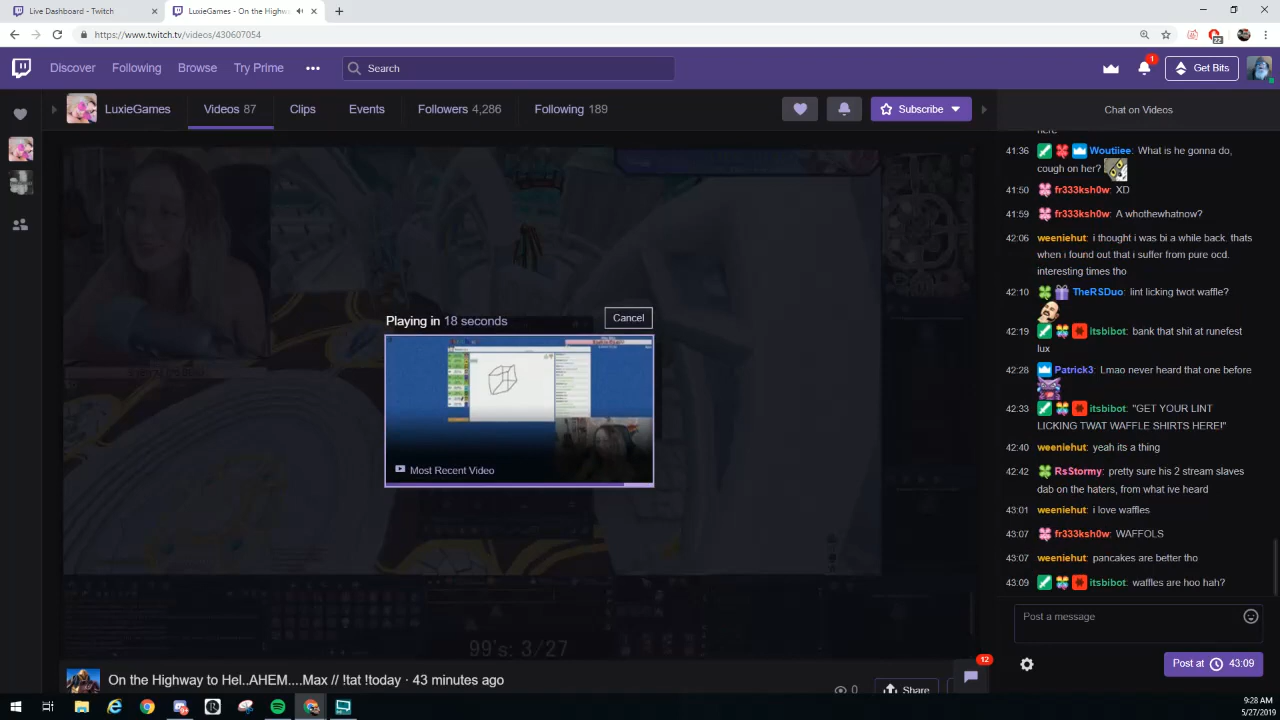 Live Dashboard - Twitch
LuxieGames - On the Highw
https://www.twitch.tv/videos/430607054
22
Discover
Following
Browse
Try Prime
Search
1
Get Bits
LuxieGames
Videos 87
Clips
Events
Followers 4,286
Following 189
Subscribe
Chat on Videos
here
41:36 Woutiiee: What is he gonna do,
cough on her?
41:50 fr333ksh0w: XD
41:59 fr333ksh0w: A whothewhatnow?
42:06 weeniehut: i thought i was bi a while back. thats
when i found out that i suffer from pure ocd.
interesting times tho
42:10 TheRSDuo: lint licking twot waffle?
42:19 itsbibot: bank that shit at runefest
lux
42:28 Patrick3: Lmao never heard that one before
42:33 itsbibot: "GET YOUR LINT
LICKING TWAT WAFFLE SHIRTS HERE!"
42:40 weeniehut: yeah its a thing
42:42 RsStormy: pretty sure his 2 stream slaves
dab on the haters, from what ive heard
43:01 weeniehut: i love waffles
43:07 fr333ksh0w: WAFFOLS
43:07 weeniehut: pancakes are better tho
43:09 itsbibot: waffles are hoo hah?
Playing in 18 seconds
Cancel
Most Recent Video
99's: 3/27
On the Highway to Hel..AHEM....Max // !tat !today · 43 minutes ago
0
Share
12
Post a message
Post at 43:09
9:28 AM
5/27/2019